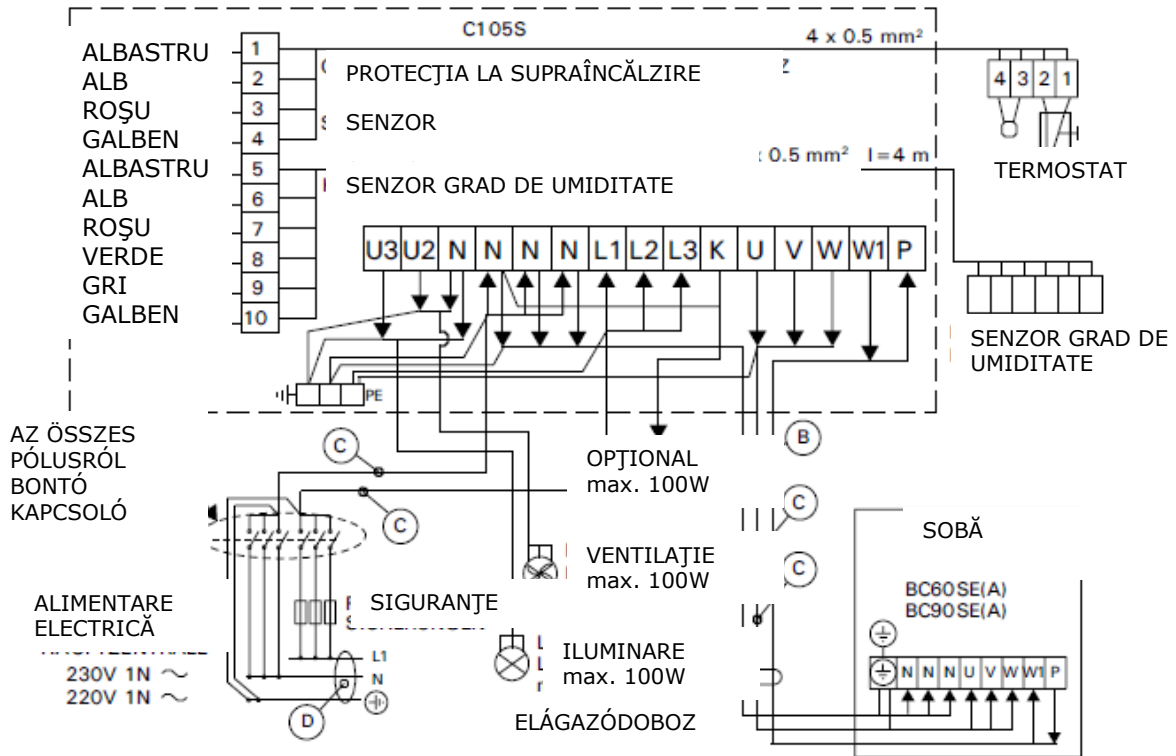 C105S
4 x 0.5 mm²
ALBASTRU
ALB
ROŞU
GALBEN
ALBASTRU
ALB
ROŞU
VERDE
GRI
GALBEN
1
2
3
4
5
6
7
8
9
10
PROTECŢIA LA SUPRAÎNCĂLZIRE
SENZOR
SENZOR GRAD DE UMIDITATE
4 3 2 1
TERMOSTAT
0.5 mm² l=4 m
SENZOR GRAD DE
UMIDITATE
U3 U2 N N N N L1 L2 L3 K U V W W1 P
PE
AZ ÖSSZES
PÓLUSRÓL
BONTÓ
KAPCSOLÓ
C
C
B
C
C
OPŢIONAL
max. 100W
VENTILAŢIE
max. 100W
ILUMINARE
max. 100W
ELÁGAZÓDOBOZ
ALIMENTARE
ELECTRICĂ
SIGURANŢE
230V 1N ~
220V 1N ~
L1
N
D
SOBĂ
BC60SE(A)
BC90SE(A)
N N N U V W W1 P